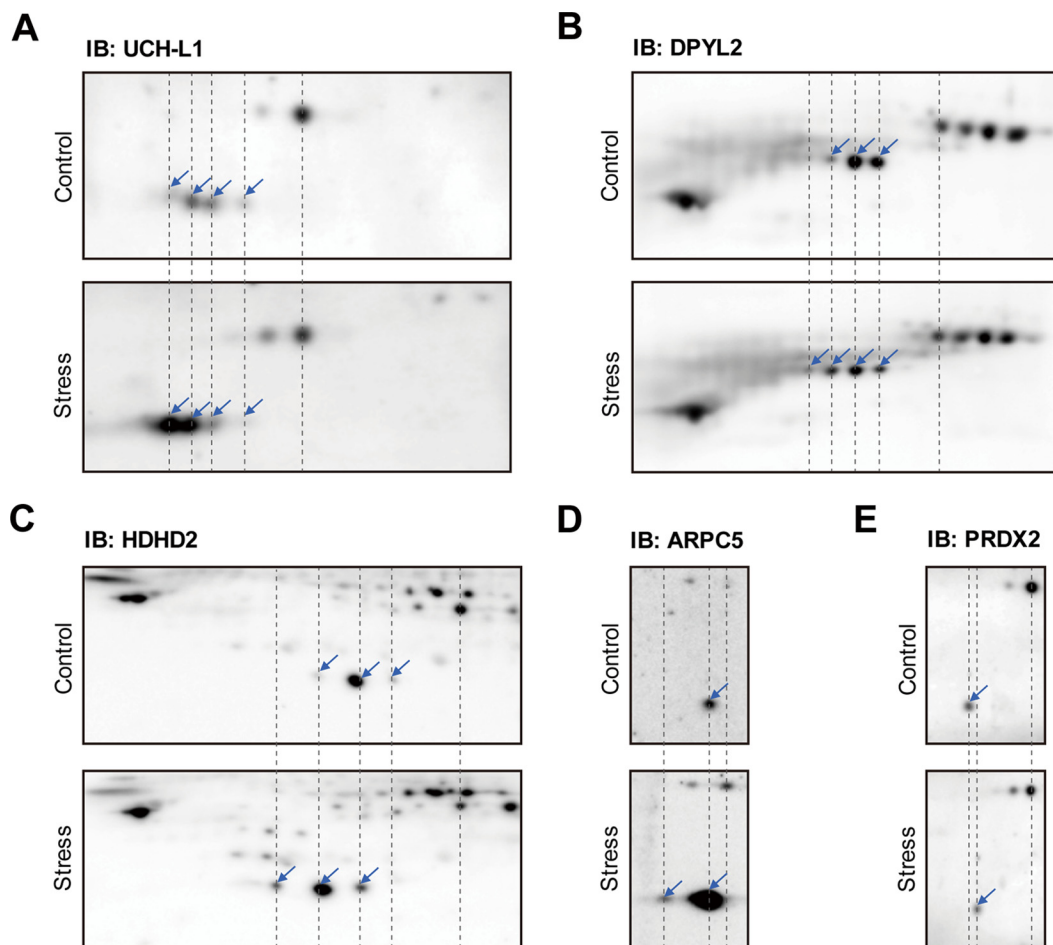 A
IB: UCH-L1
Control
Stress
B
IB: DPYL2
Control
Stress
C
IB: HDHD2
Control
Stress
D
IB: ARPC5
Control
Stress
E
IB: PRDX2
Control
Stress